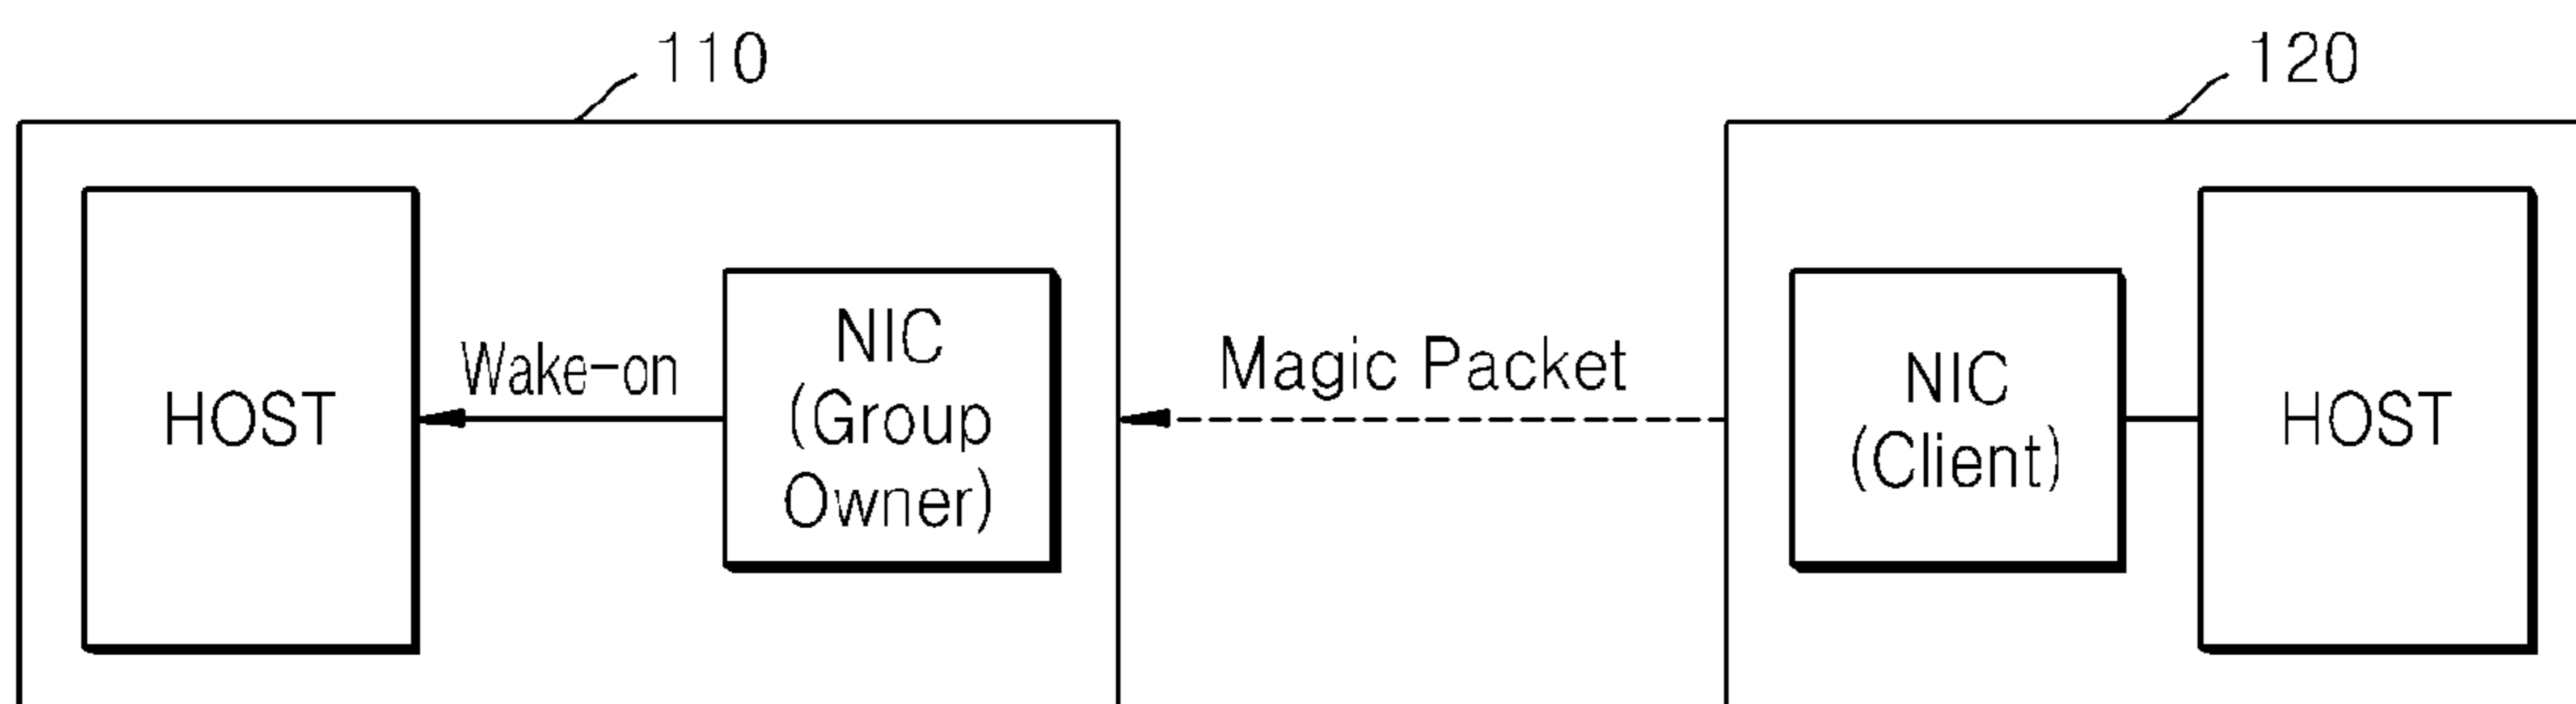 110
120
HOST
Wake-on
NIC
(Group
Owner)
Magic Packet
NIC
(Client)
HOST